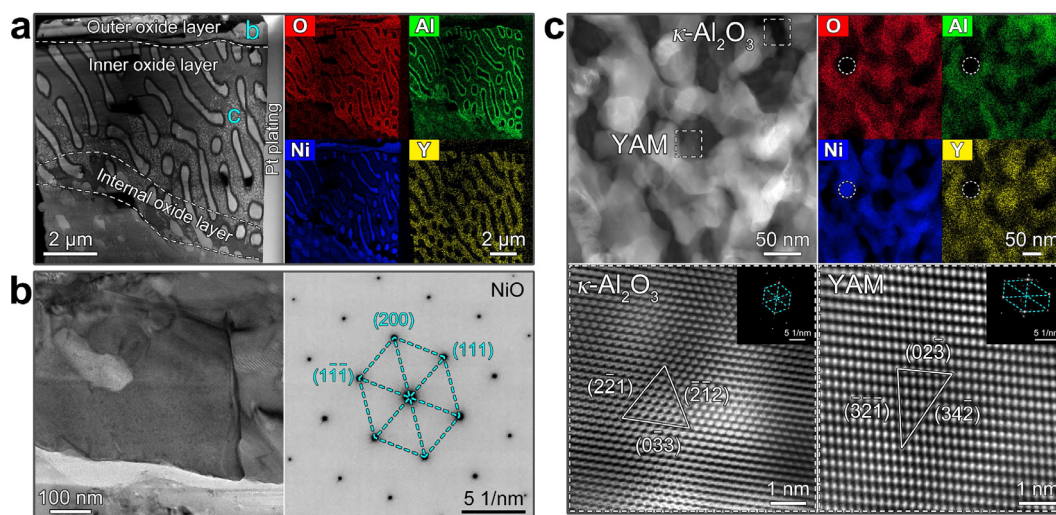 a
Outer oxide layer
b
Inner oxide layer
c
Internal oxide layer
Pt plating
2 μm
O
Al
Ni
Y
2 μm
b
100 nm
NiO
(200)
(111)
(11̅1̅)
5 1/nm
c
κ-Al₂O₃
YAM
50 nm
O
Al
Ni
Y
50 nm
κ-Al₂O₃
5 1/nm
(22̅1)
(2̅1̅2)
(033)
1 nm
YAM
5 1/nm
(023̅)
(3̅2̅1̅)
(342̅)
1 nm